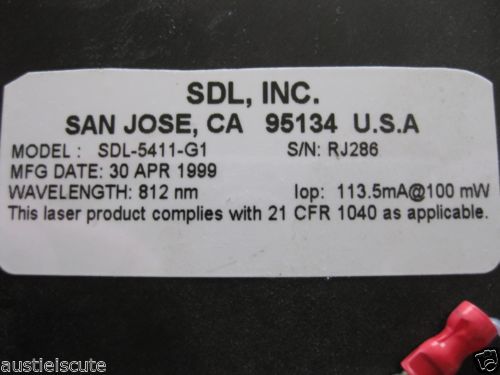 SDL, INC.
SAN JOSE, CA 95134 U.S.A
MODEL : SDL-5411-G1 S/N: RJ286
MFG DATE: 30 APR 1999
WAVELENGTH: 812 nm Iop: 113.5mA@100 mW
This laser product complies with 21 CFR 1040 as applicable.
austielscute